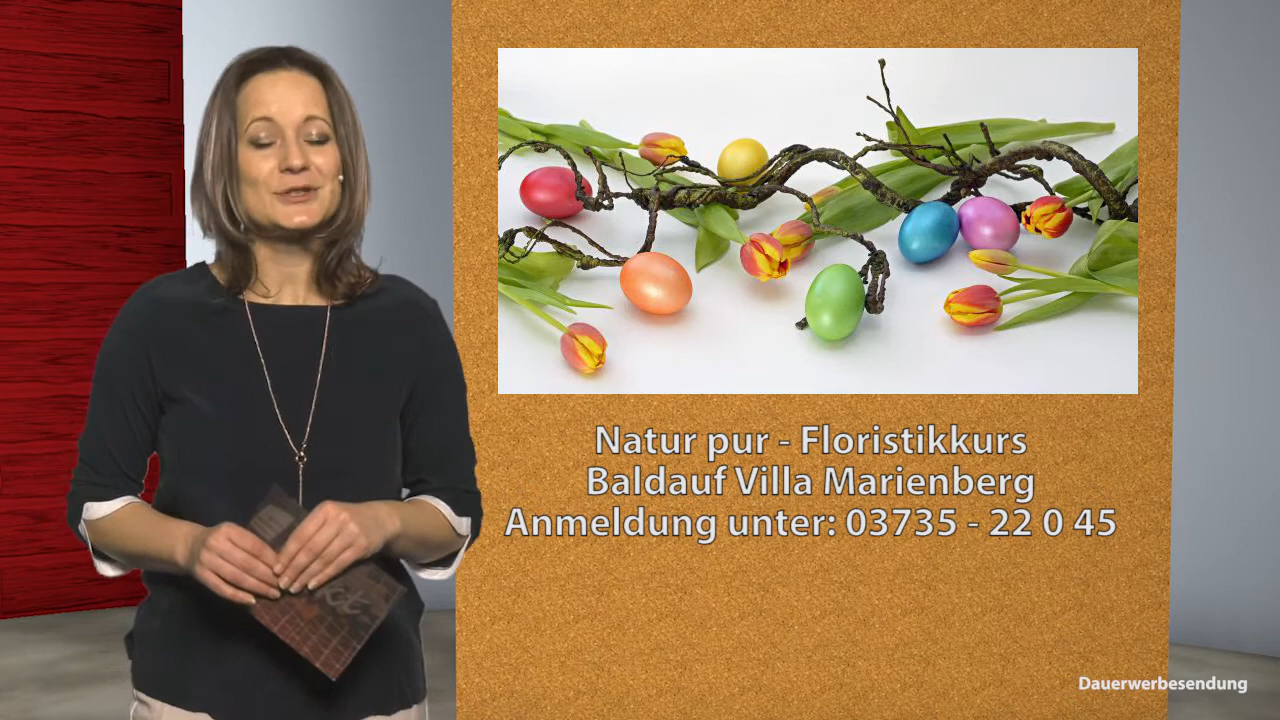 Natur pur - Floristikkurs
Baldauf Villa Marienberg
Anmeldung unter: 03735 - 22 0 45
Dauerwerbesendung